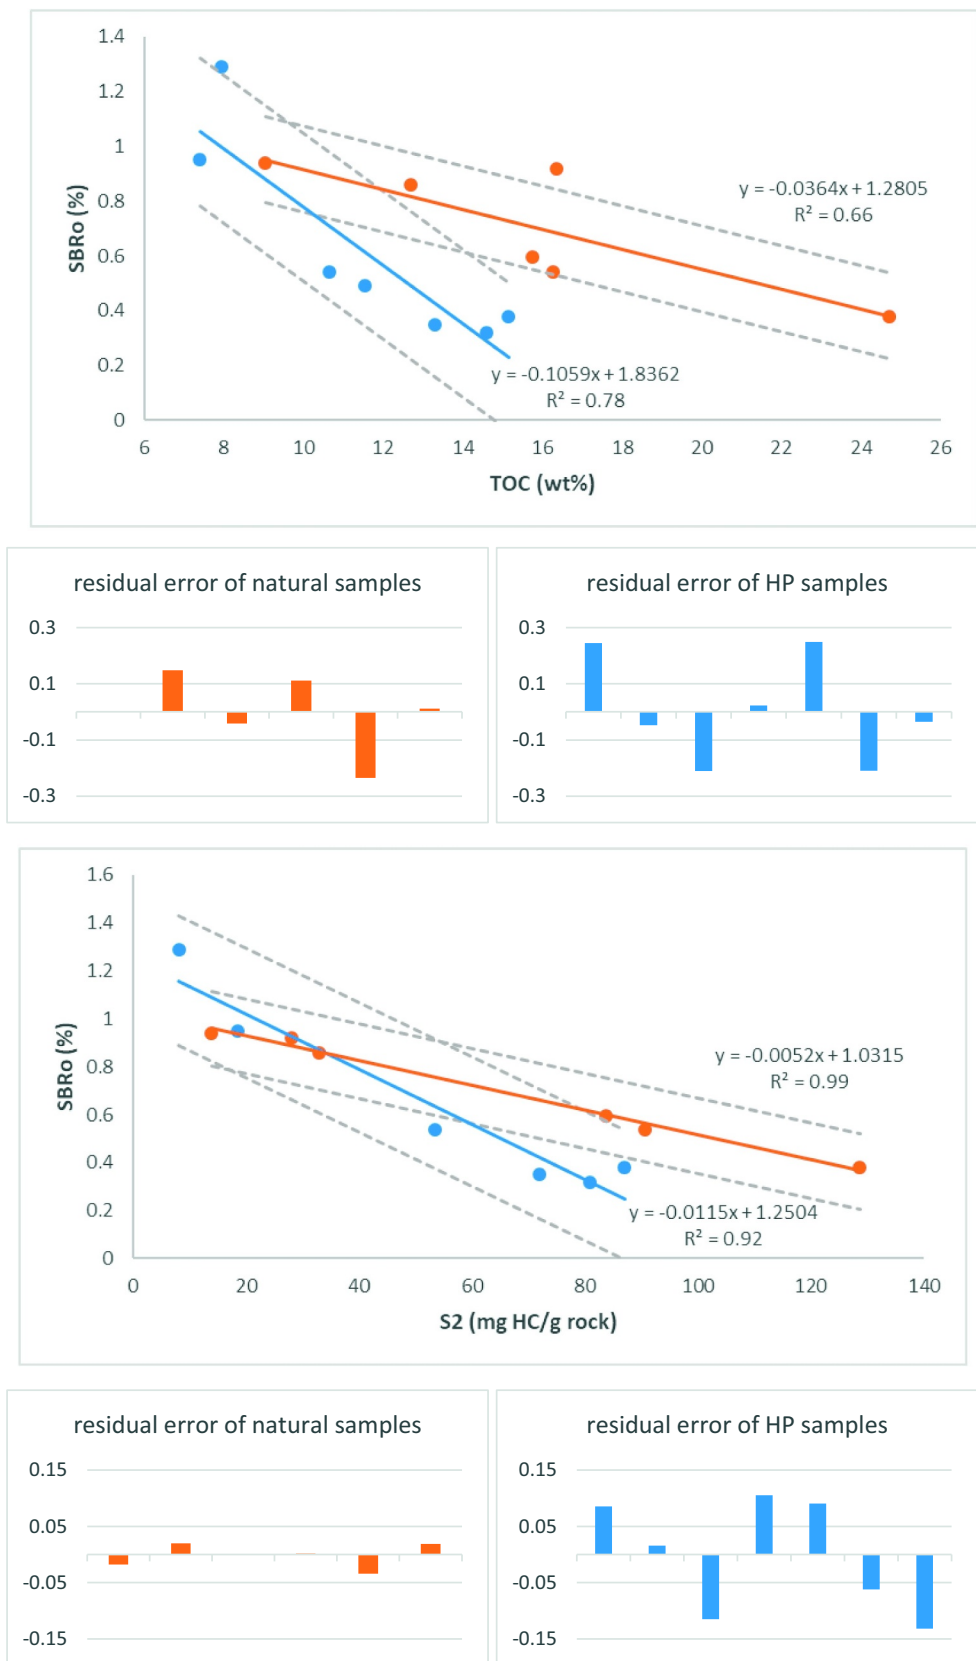 1.4
1.2
1
0.8
0.6
0.4
0.2
0
SBRo (%)
y = -0.0364x + 1.2805
R² = 0.66
y = -0.1059x + 1.8362
R² = 0.78
6 8 10 12 14 16 18 20 22 24 26
TOC (wt%)
residual error of natural samples
0.3
0.1
-0.1
-0.3
residual error of HP samples
0.3
0.1
-0.1
-0.3
1.6
1.4
1.2
1
0.8
0.6
0.4
0.2
0
SBRo (%)
y = -0.0052x + 1.0315
R² = 0.99
y = -0.0115x + 1.2504
R² = 0.92
0 20 40 60 80 100 120 140
S2 (mg HC/g rock)
residual error of natural samples
0.15
0.05
-0.05
-0.15
residual error of HP samples
0.15
0.05
-0.05
-0.15